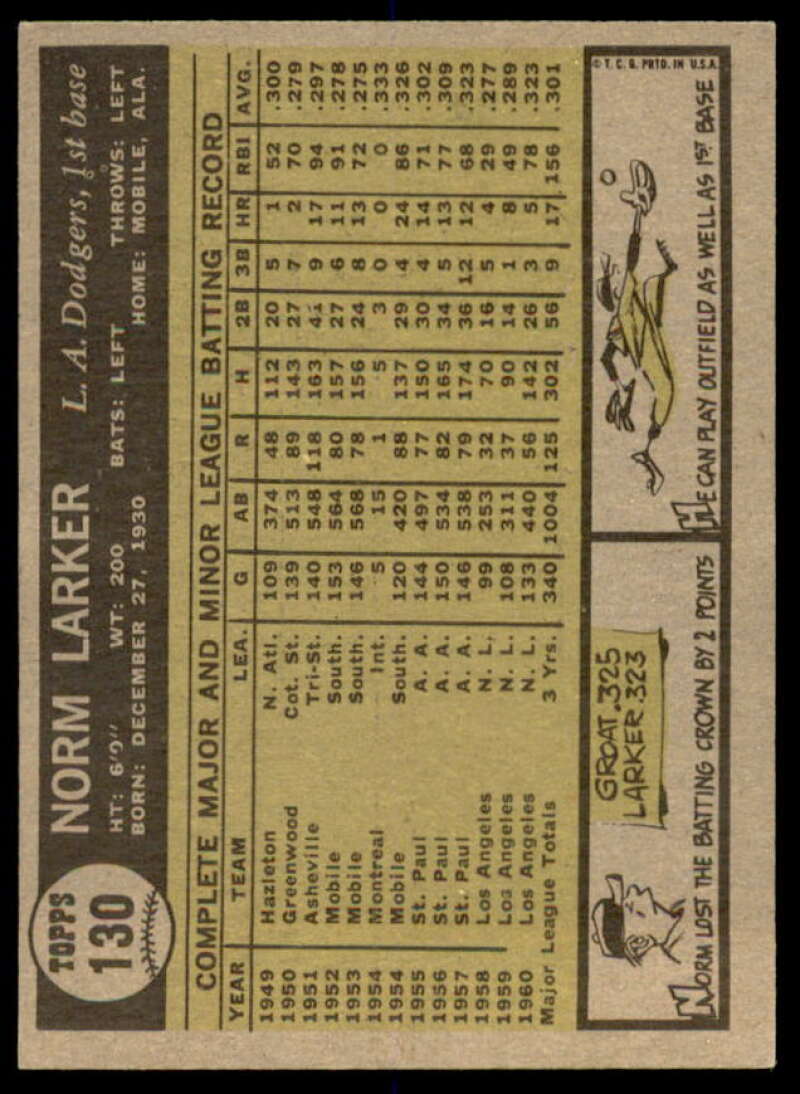 TOPPS
130
NORM LARKER L. A. Dodgers, 1st base
HT: 6'0" WT: 200 BATS: LEFT THROWS: LEFT
BORN: DECEMBER 27, 1930 HOME: MOBILE, ALA.
COMPLETE MAJOR AND MINOR LEAGUE BATTING RECORD
YEAR TEAM LEA. G AB R H 2B 3B HR RBI AVG.
1949 Hazleton N. Atl. 109 374 48 112 20 5 1 52 .300
1950 Greenwood Cot. St. 139 513 89 143 27 7 2 70 .279
1951 Asheville Tri-St. 140 548 118 163 44 9 17 94 .297
1952 Mobile South. 153 564 80 157 27 6 11 91 .278
1953 Mobile South. 146 568 78 156 24 8 13 72 .275
1954 Montreal Int. 5 15 1 5 3 0 0 0 .333
1954 Mobile South. 120 420 88 137 29 4 24 86 .326
1955 St. Paul A. A. 144 497 77 150 30 4 14 71 .302
1956 St. Paul A. A. 150 534 82 165 34 5 13 77 .309
1957 St. Paul A. A. 146 538 79 174 36 12 12 68 .323
1958 Los Angeles N. L. 99 253 32 70 16 5 4 29 .277
1959 Los Angeles N. L. 108 311 37 90 14 1 8 49 .289
1960 Los Angeles N. L. 133 440 56 142 26 3 5 78 .323
Major League Totals 3 Yrs. 340 1004 125 302 56 9 17 156 .301
GROAT .325
LARKER .323
NORM LOST THE BATTING CROWN BY 2 POINTS
© T. C. G. PRTD. IN U.S.A.
HE CAN PLAY OUTFIELD AS WELL AS 1ST BASE